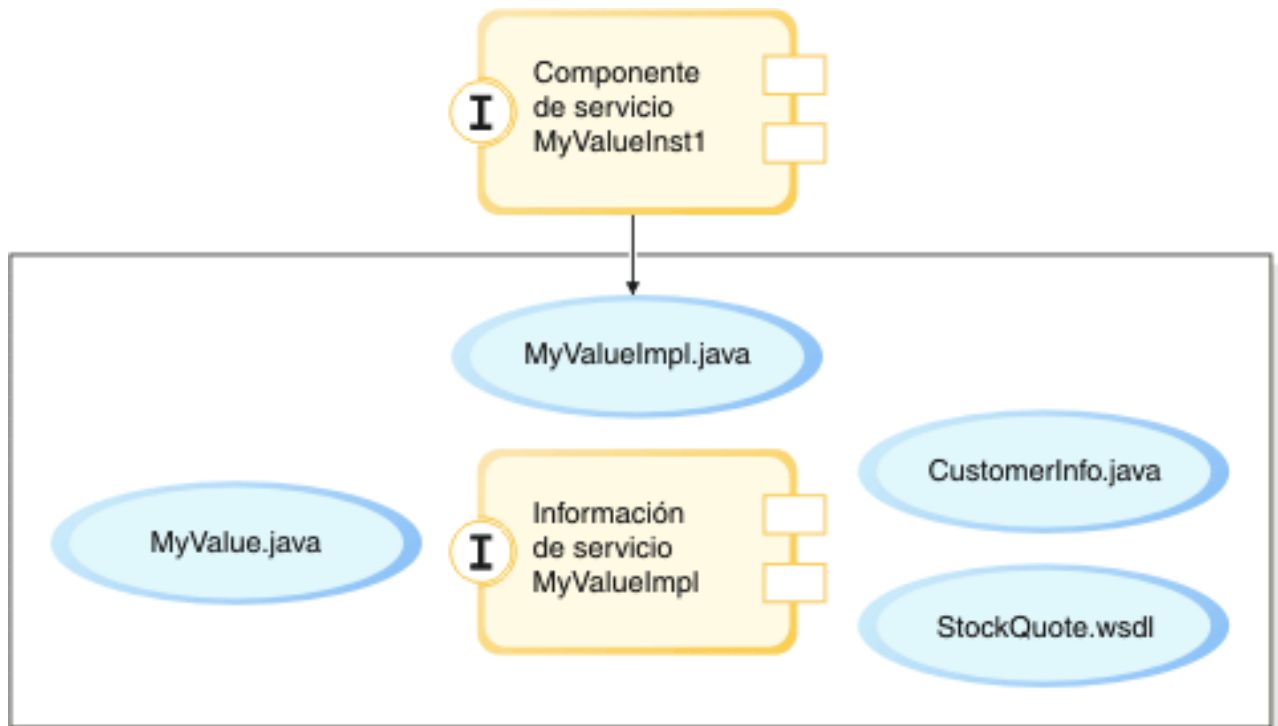 Componente
de servicio
MyValueInst1
I
MyValueImpl.java
CustomerInfo.java
Información
de servicio
MyValueImpl
I
MyValue.java
StockQuote.wsdl